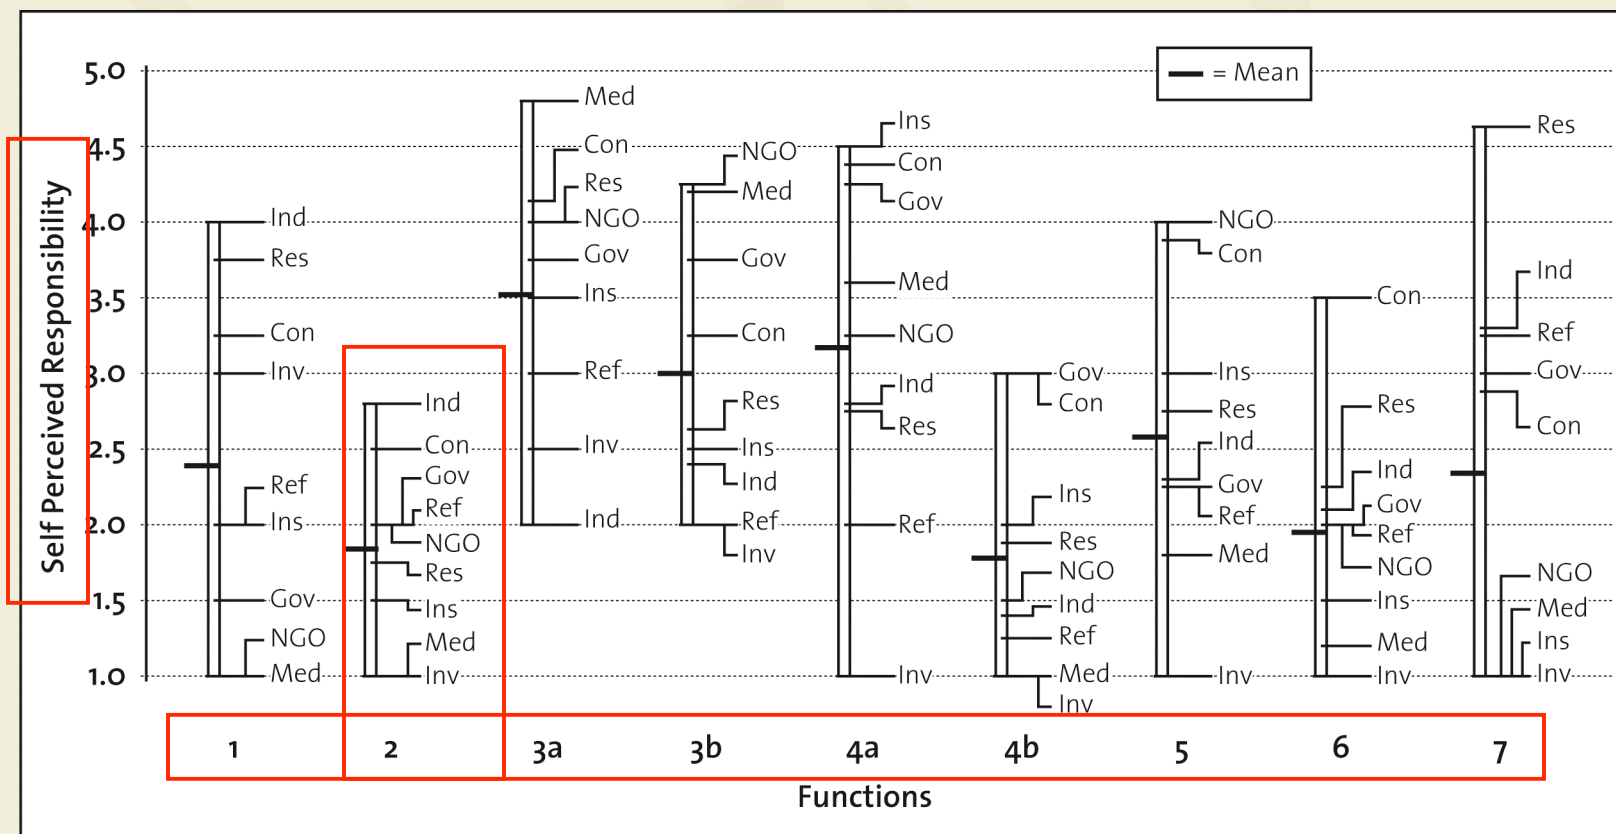 5.0
4.5
4.0
3.5
3.0
2.5
2.0
1.5
1.0
Self Perceived Responsibility
= Mean
Ind
Res
Con
Inv
Ref
Ins
Gov
NGO
Med
Ind
Con
Gov
Ref
NGO
Res
Ins
Med
Inv
Med
Con
Res
NGO
Gov
Ins
Ref
Inv
Ind
NGO
Med
Gov
Con
Res
Ins
Ind
Ref
Inv
Ins
Con
Gov
Med
NGO
Ind
Res
Ref
Inv
Gov
Con
Ins
Res
NGO
Ind
Ref
Med
Inv
NGO
Con
Ins
Res
Ind
Gov
Ref
Med
Inv
Con
Res
Ind
Gov
Ref
NGO
Ins
Med
Inv
Res
Ind
Ref
Gov
Con
NGO
Med
Ins
Inv
1 2 3a 3b 4a 4b 5 6 7
Functions